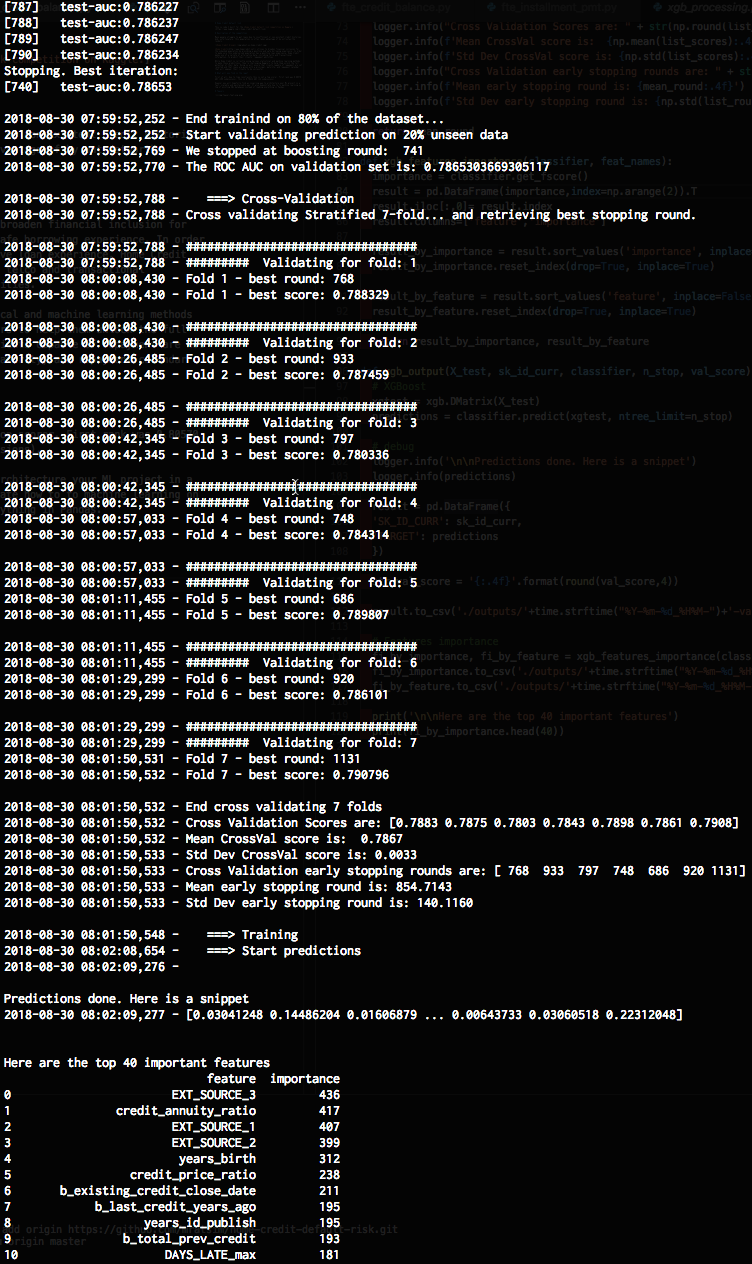 [787] test-auc:0.786227
[788] test-auc:0.786237
[789] test-auc:0.786247
[790] test-auc:0.786234
Stopping. Best iteration:
[740] test-auc:0.78653
2018-08-30 07:59:52,252 - End trainind on 80% of the dataset...
2018-08-30 07:59:52,252 - Start validating prediction on 20% unseen data
2018-08-30 07:59:52,769 - We stopped at boosting round: 741
2018-08-30 07:59:52,770 - The ROC AUC on validation set is: 0.7865303669305117
2018-08-30 07:59:52,788 - ===> Cross-Validation
2018-08-30 07:59:52,788 - Cross validating Stratified 7-fold... and retrieving best stopping round.
2018-08-30 07:59:52,788 - #################################
2018-08-30 07:59:52,788 - ######### Validating for fold: 1
2018-08-30 08:00:08,430 - Fold 1 - best round: 768
2018-08-30 08:00:08,430 - Fold 1 - best score: 0.788329
2018-08-30 08:00:08,430 - #################################
2018-08-30 08:00:08,430 - ######### Validating for fold: 2
2018-08-30 08:00:26,485 - Fold 2 - best round: 933
2018-08-30 08:00:26,485 - Fold 2 - best score: 0.787459
2018-08-30 08:00:26,485 - #################################
2018-08-30 08:00:26,485 - ######### Validating for fold: 3
2018-08-30 08:00:42,345 - Fold 3 - best round: 797
2018-08-30 08:00:42,345 - Fold 3 - best score: 0.780336
2018-08-30 08:00:42,345 - #################################
2018-08-30 08:00:42,345 - ######### Validating for fold: 4
2018-08-30 08:00:57,033 - Fold 4 - best round: 748
2018-08-30 08:00:57,033 - Fold 4 - best score: 0.784314
2018-08-30 08:00:57,033 - #################################
2018-08-30 08:00:57,033 - ######### Validating for fold: 5
2018-08-30 08:01:11,455 - Fold 5 - best round: 686
2018-08-30 08:01:11,455 - Fold 5 - best score: 0.789807
2018-08-30 08:01:11,455 - #################################
2018-08-30 08:01:11,455 - ######### Validating for fold: 6
2018-08-30 08:01:29,299 - Fold 6 - best round: 920
2018-08-30 08:01:29,299 - Fold 6 - best score: 0.786101
2018-08-30 08:01:29,299 - #################################
2018-08-30 08:01:29,299 - ######### Validating for fold: 7
2018-08-30 08:01:50,531 - Fold 7 - best round: 1131
2018-08-30 08:01:50,532 - Fold 7 - best score: 0.790796
2018-08-30 08:01:50,532 - End cross validating 7 folds
2018-08-30 08:01:50,532 - Cross Validation Scores are: [0.7883 0.7875 0.7803 0.7843 0.7898 0.7861 0.7908]
2018-08-30 08:01:50,532 - Mean CrossVal score is: 0.7867
2018-08-30 08:01:50,533 - Std Dev CrossVal score is: 0.0033
2018-08-30 08:01:50,533 - Cross Validation early stopping rounds are: [ 768 933 797 748 686 920 1131]
2018-08-30 08:01:50,533 - Mean early stopping round is: 854.7143
2018-08-30 08:01:50,533 - Std Dev early stopping round is: 140.1160
2018-08-30 08:01:50,548 - ===> Training
2018-08-30 08:02:08,654 - ===> Start predictions
2018-08-30 08:02:09,276 -
Predictions done. Here is a snippet
2018-08-30 08:02:09,277 - [0.03041248 0.14486204 0.01606879 ... 0.00643733 0.03060518 0.22312048]
Here are the top 40 important features
feature importance
0 EXT_SOURCE_3 436
1 credit_annuity_ratio 417
2 EXT_SOURCE_1 407
3 EXT_SOURCE_2 399
4 years_birth 312
5 credit_price_ratio 238
6 b_existing_credit_close_date 211
7 b_last_credit_years_ago 195
8 years_id_publish 195
9 b_total_prev_credit 193
10 DAYS_LATE_max 181